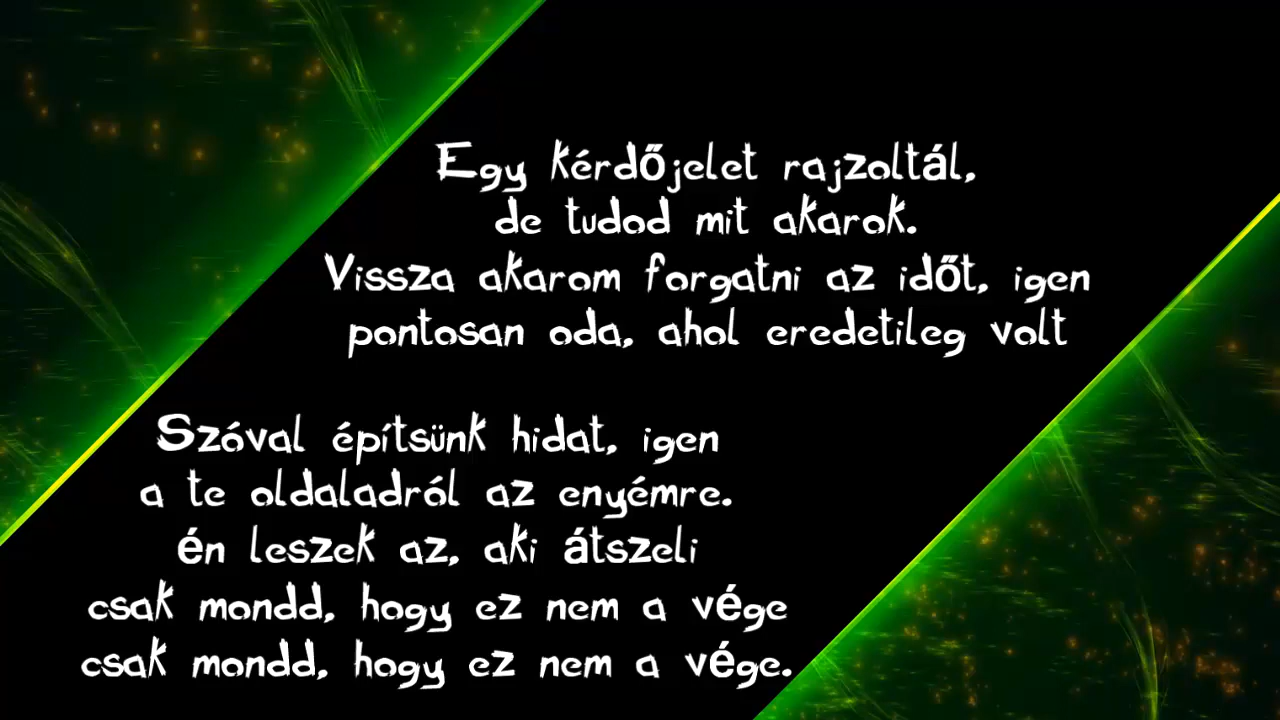 Egy kérdőjelet rajzoltál,
de tudod mit akarok.
Vissza akarom forgatni az időt, igen
pontosan oda, ahol eredetileg volt
Szóval építsünk hidat, igen
a te oldaladról az enyémre.
én leszek az, aki átszeli
csak mondd, hogy ez nem a vége
csak mondd, hogy ez nem a vége.